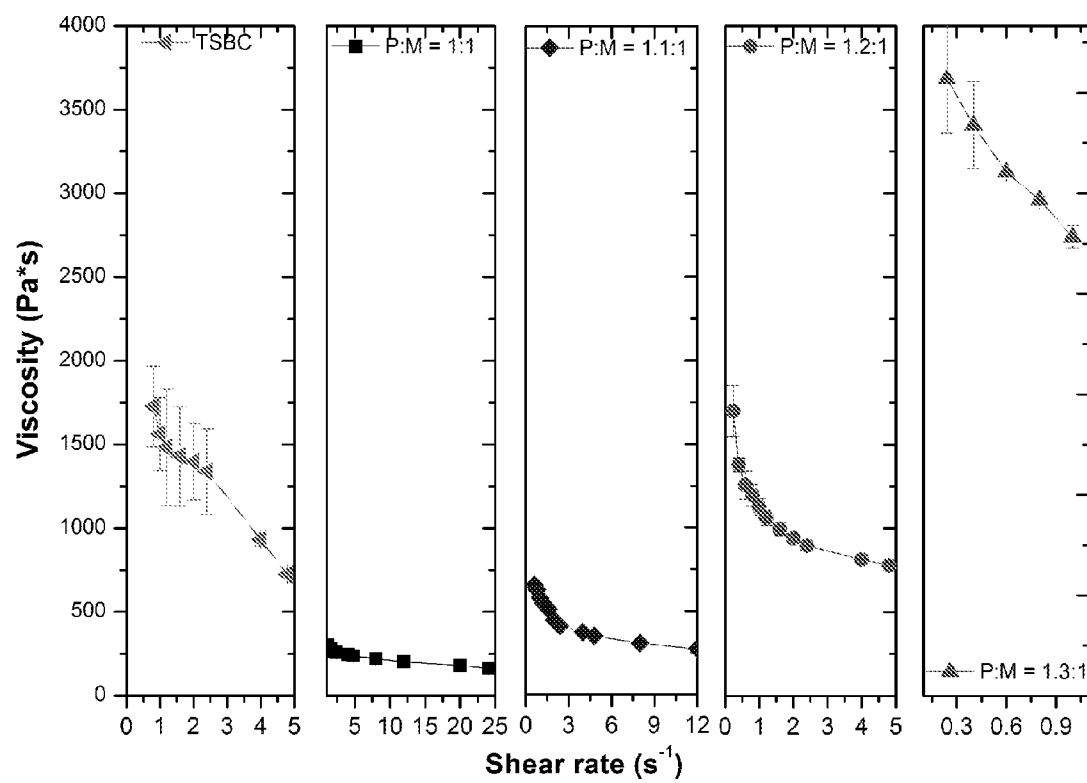 TSBC
P:M = 1:1
P:M = 1.1:1
P:M = 1.2:1
P:M = 1.3:1
Viscosity (Pa*s)
4000
3500
3000
2500
2000
1500
1000
500
0
0 1 2 3 4 5
5 10 15 20 25
0 3 6 9 12
0 1 2 3 4 5
0.3 0.6 0.9
Shear rate (s⁻¹)